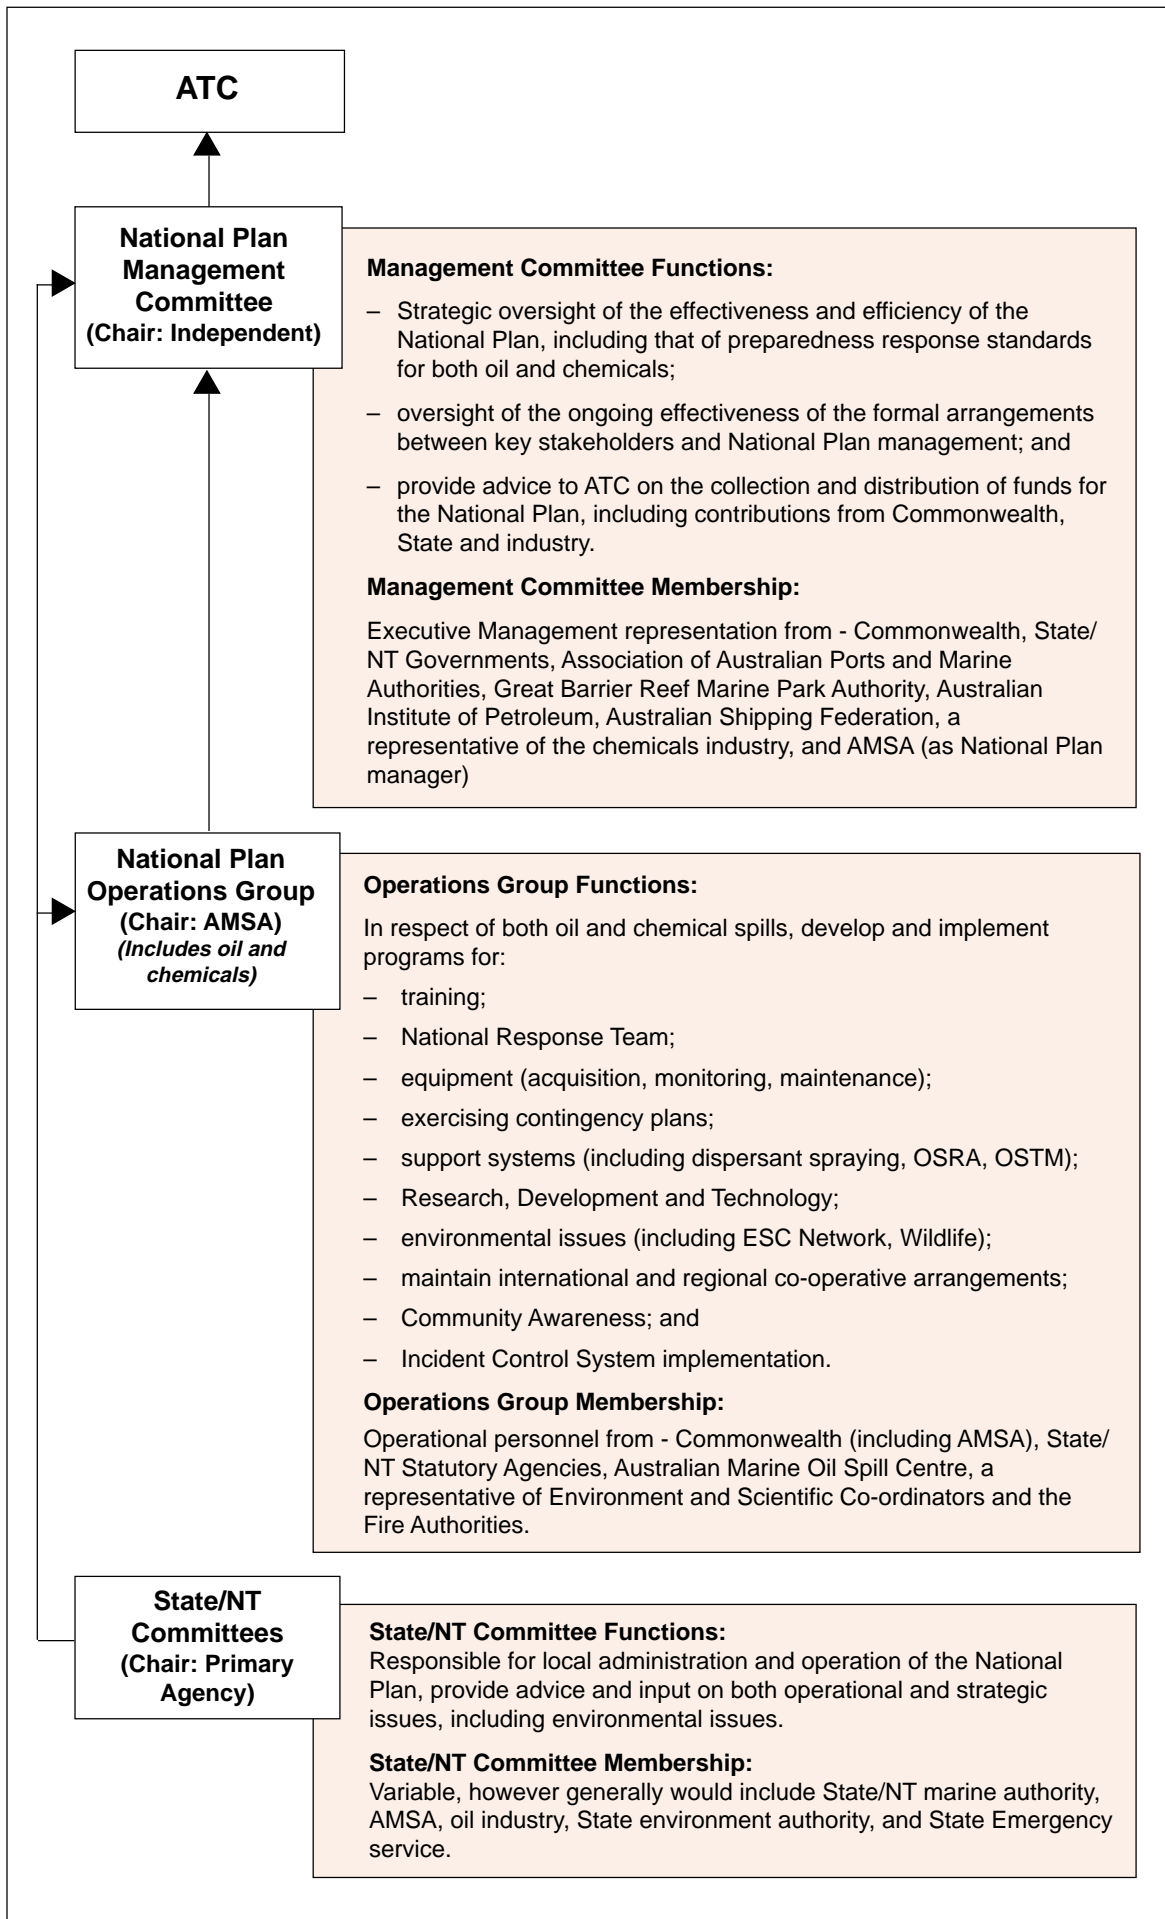 ATC
National Plan
Management
Committee
(Chair: Independent)
Management Committee Functions:
– Strategic oversight of the effectiveness and efficiency of the
National Plan, including that of preparedness response standards
for both oil and chemicals;
– oversight of the ongoing effectiveness of the formal arrangements
between key stakeholders and National Plan management; and
– provide advice to ATC on the collection and distribution of funds for
the National Plan, including contributions from Commonwealth,
State and industry.
Management Committee Membership:
Executive Management representation from - Commonwealth, State/
NT Governments, Association of Australian Ports and Marine
Authorities, Great Barrier Reef Marine Park Authority, Australian
Institute of Petroleum, Australian Shipping Federation, a
representative of the chemicals industry, and AMSA (as National Plan
manager)
National Plan
Operations Group
(Chair: AMSA)
(Includes oil and
chemicals)
Operations Group Functions:
In respect of both oil and chemical spills, develop and implement
programs for:
– training;
– National Response Team;
– equipment (acquisition, monitoring, maintenance);
– exercising contingency plans;
– support systems (including dispersant spraying, OSRA, OSTM);
– Research, Development and Technology;
– environmental issues (including ESC Network, Wildlife);
– maintain international and regional co-operative arrangements;
– Community Awareness; and
– Incident Control System implementation.
Operations Group Membership:
Operational personnel from - Commonwealth (including AMSA), State/
NT Statutory Agencies, Australian Marine Oil Spill Centre, a
representative of Environment and Scientific Co-ordinators and the
Fire Authorities.
State/NT
Committees
(Chair: Primary
Agency)
State/NT Committee Functions:
Responsible for local administration and operation of the National
Plan, provide advice and input on both operational and strategic
issues, including environmental issues.
State/NT Committee Membership:
Variable, however generally would include State/NT marine authority,
AMSA, oil industry, State environment authority, and State Emergency
service.